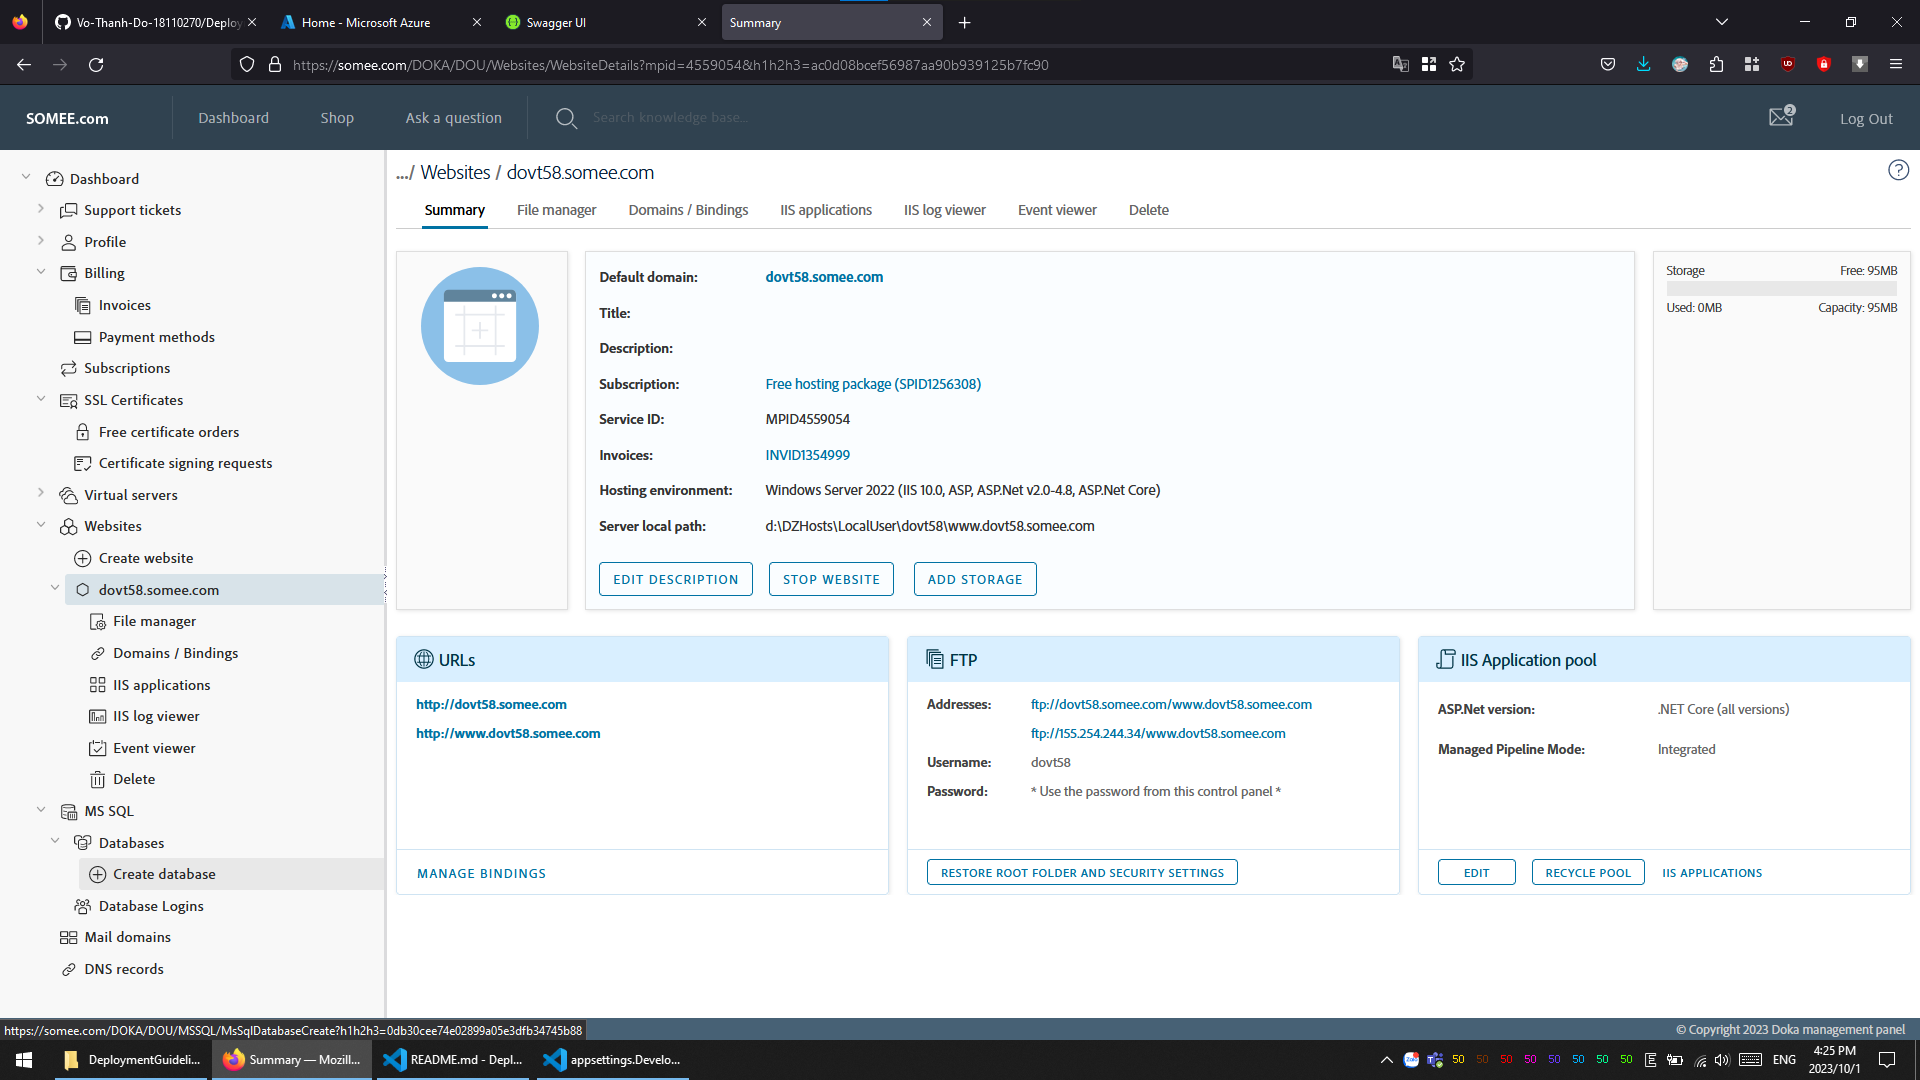 Vo-Thanh-Do-18110270/Deploy
Home - Microsoft Azure
Swagger UI
Summary
https://somee.com/DOKA/DOU/Websites/WebsiteDetails?mpid=4559054&h1h2h3=ac0d08bcef56987aa90b939125b7fc90
SOMEE.com
Dashboard
Shop
Ask a question
Search knowledge base...
2
Log Out
Dashboard
Support tickets
Profile
Billing
Invoices
Payment methods
Subscriptions
SSL Certificates
Free certificate orders
Certificate signing requests
Virtual servers
Websites
Create website
dovt58.somee.com
File manager
Domains / Bindings
IIS applications
IIS log viewer
Event viewer
Delete
MS SQL
Databases
Create database
Database Logins
Mail domains
DNS records
.../ Websites / dovt58.somee.com
Summary
File manager
Domains / Bindings
IIS applications
IIS log viewer
Event viewer
Delete
Default domain: dovt58.somee.com
Title:
Description:
Subscription: Free hosting package (SPID1256308)
Service ID: MPID4559054
Invoices: INVID1354999
Hosting environment: Windows Server 2022 (IIS 10.0, ASP, ASP.Net v2.0-4.8, ASP.Net Core)
Server local path: d:\DZHosts\LocalUser\dovt58\www.dovt58.somee.com
EDIT DESCRIPTION
STOP WEBSITE
ADD STORAGE
Storage Free: 95MB
Used: 0MB Capacity: 95MB
URLs
http://dovt58.somee.com
http://www.dovt58.somee.com
MANAGE BINDINGS
FTP
Addresses: ftp://dovt58.somee.com/www.dovt58.somee.com
ftp://155.254.244.34/www.dovt58.somee.com
Username: dovt58
Password: * Use the password from this control panel *
RESTORE ROOT FOLDER AND SECURITY SETTINGS
IIS Application pool
ASP.Net version: .NET Core (all versions)
Managed Pipeline Mode: Integrated
EDIT
RECYCLE POOL
IIS APPLICATIONS
https://somee.com/DOKA/DOU/MSSQL/MsSqlDatabaseCreate?h1h2h3=0db30cee74e02899a05e3dfb34745b88
© Copyright 2023 Doka management panel
DeploymentGuideli...
Summary — Mozill...
README.md - Depl...
appsettings.Develo...
50 50 50 50 50 50 50 50
ENG
4:25 PM
2023/10/1